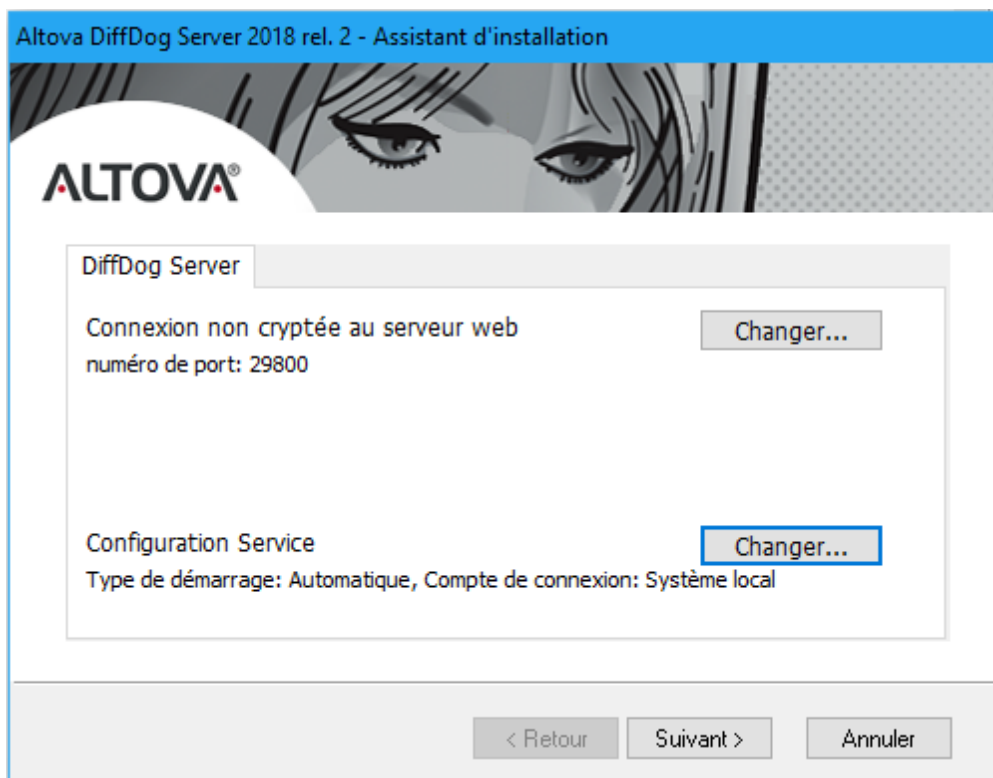 Altova DiffDog Server 2018 rel. 2 - Assistant d'installation
ALTOVA®
DiffDog Server
Connexion non cryptée au serveur web
Changer...
numéro de port: 29800
Configuration Service
Changer...
Type de démarrage: Automatique, Compte de connexion: Système local
< Retour
Suivant >
Annuler